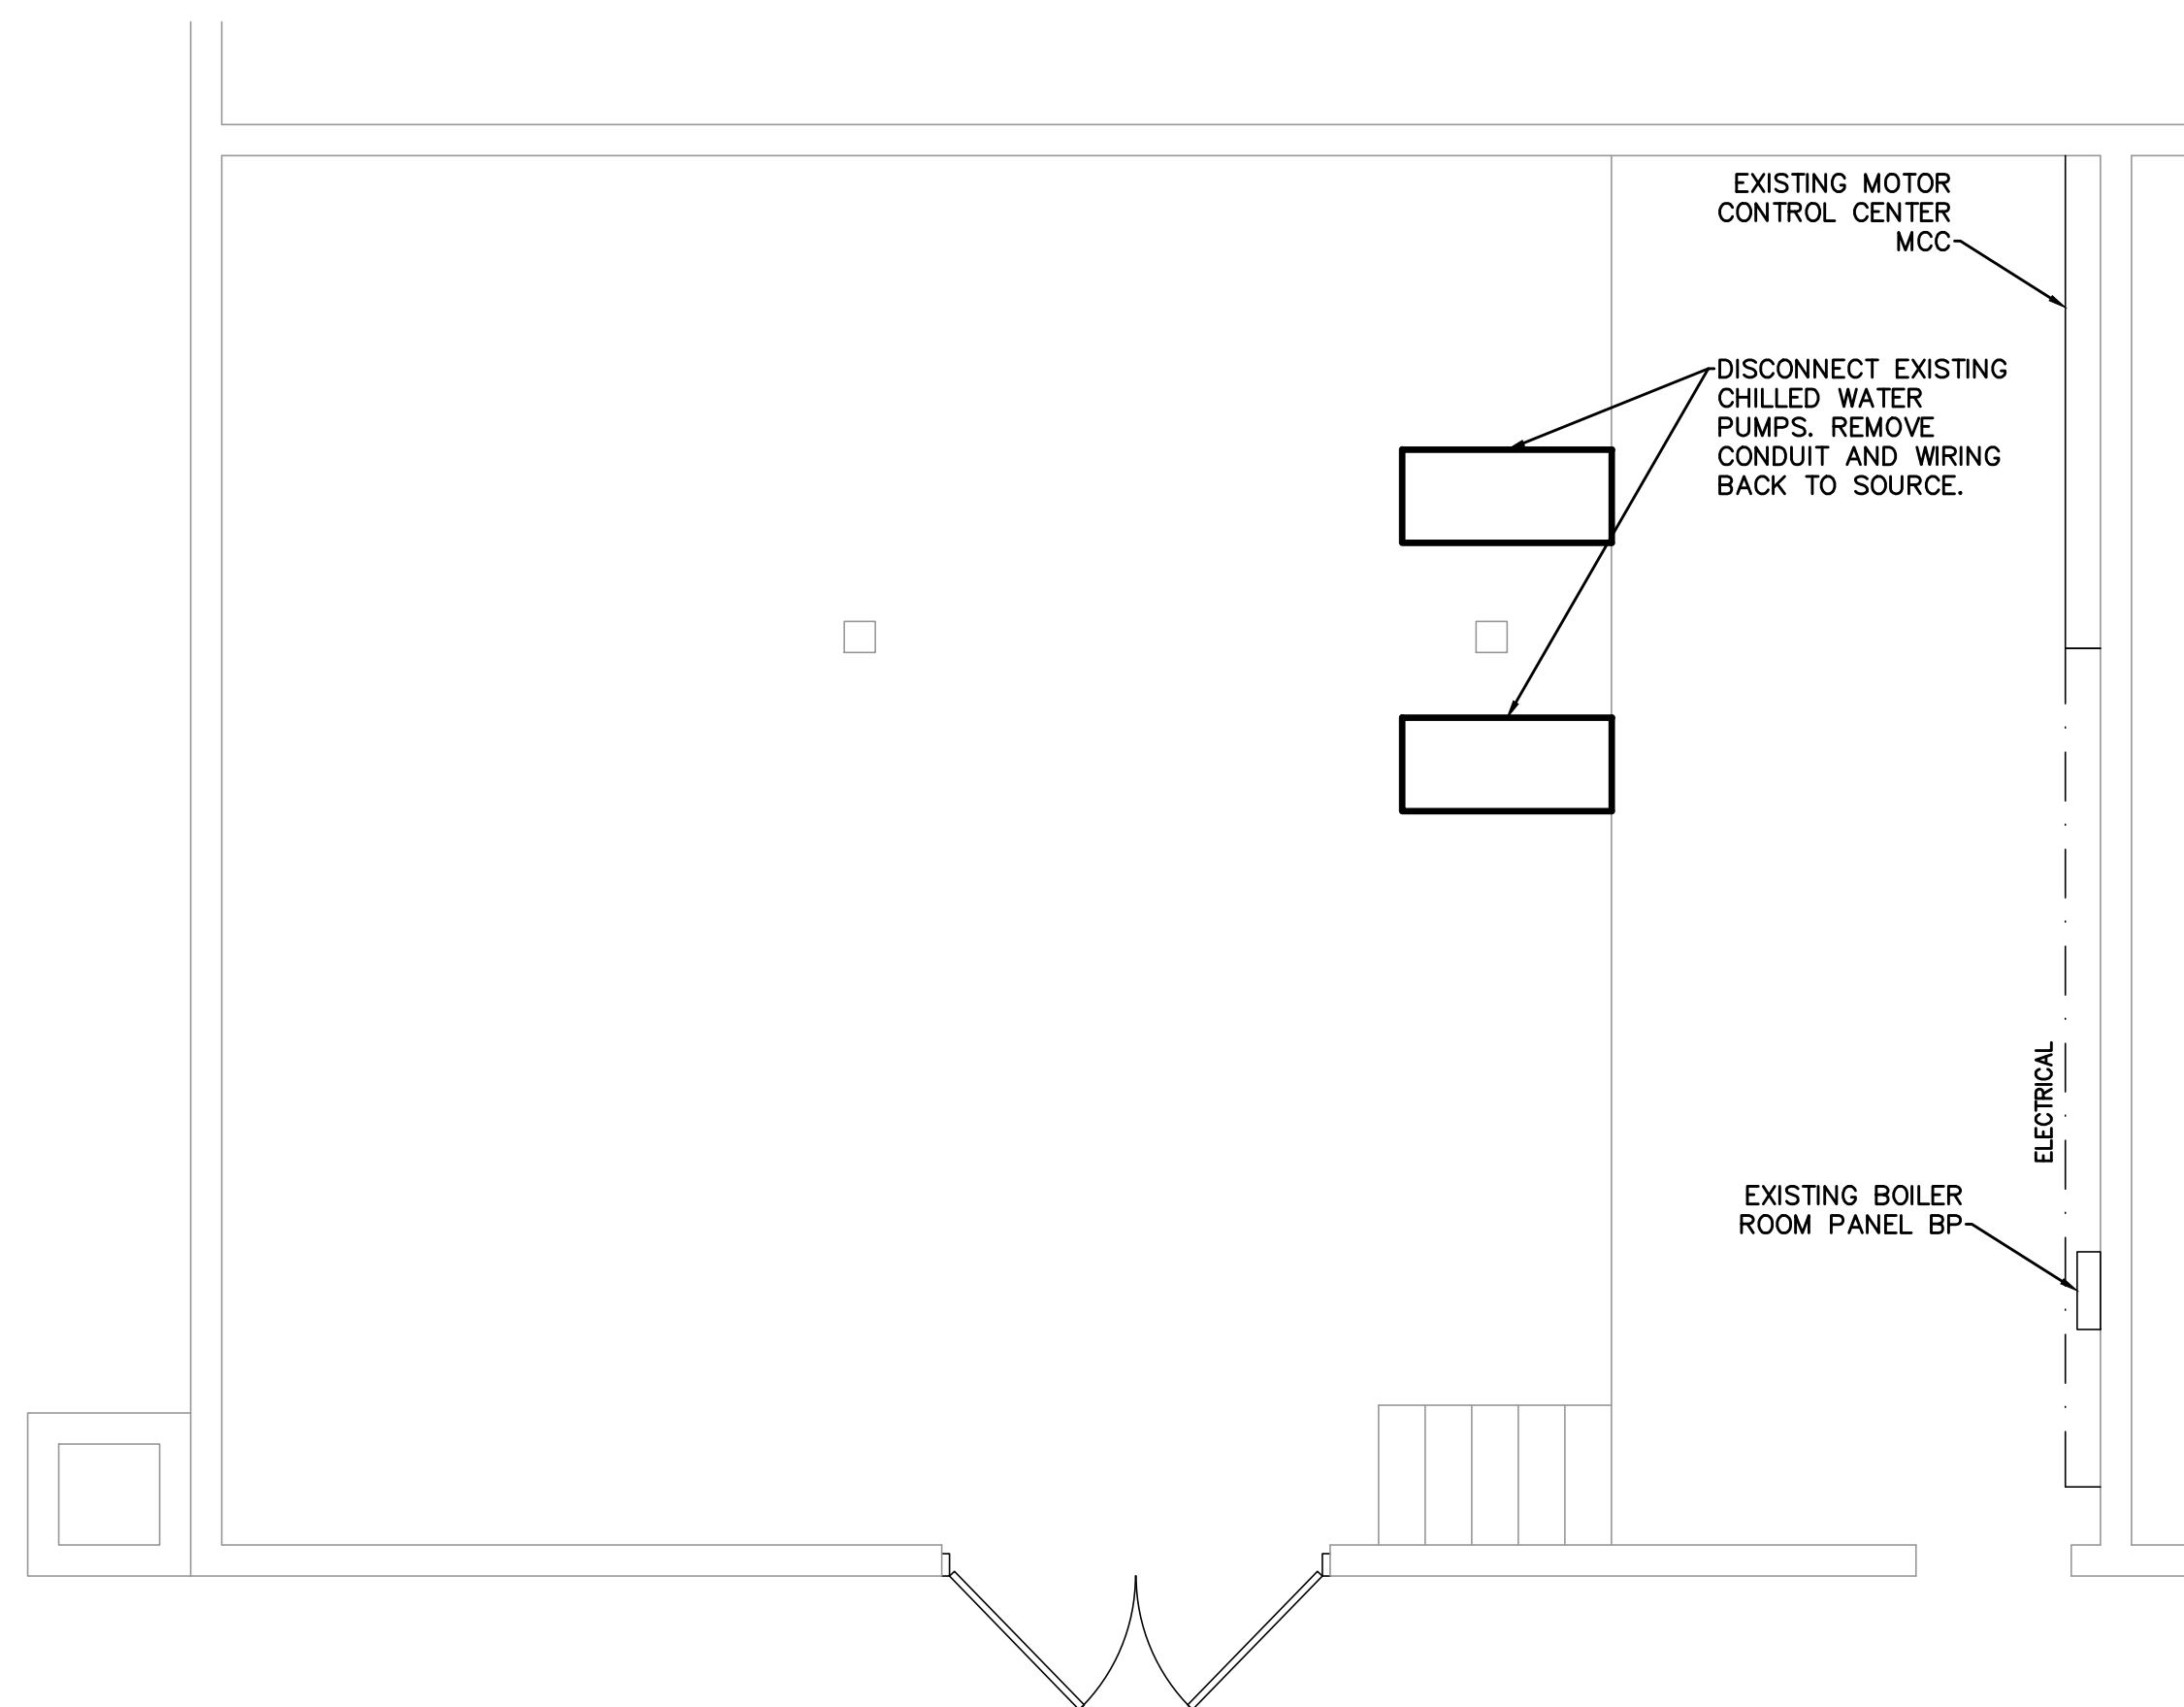 EXISTING MOTOR
CONTROL CENTER
MCC
DISCONNECT EXISTING
CHILLED WATER
PUMPS. REMOVE
CONDUIT AND WIRING
BACK TO SOURCE.
ELECTRICAL
EXISTING BOILER
ROOM PANEL BP